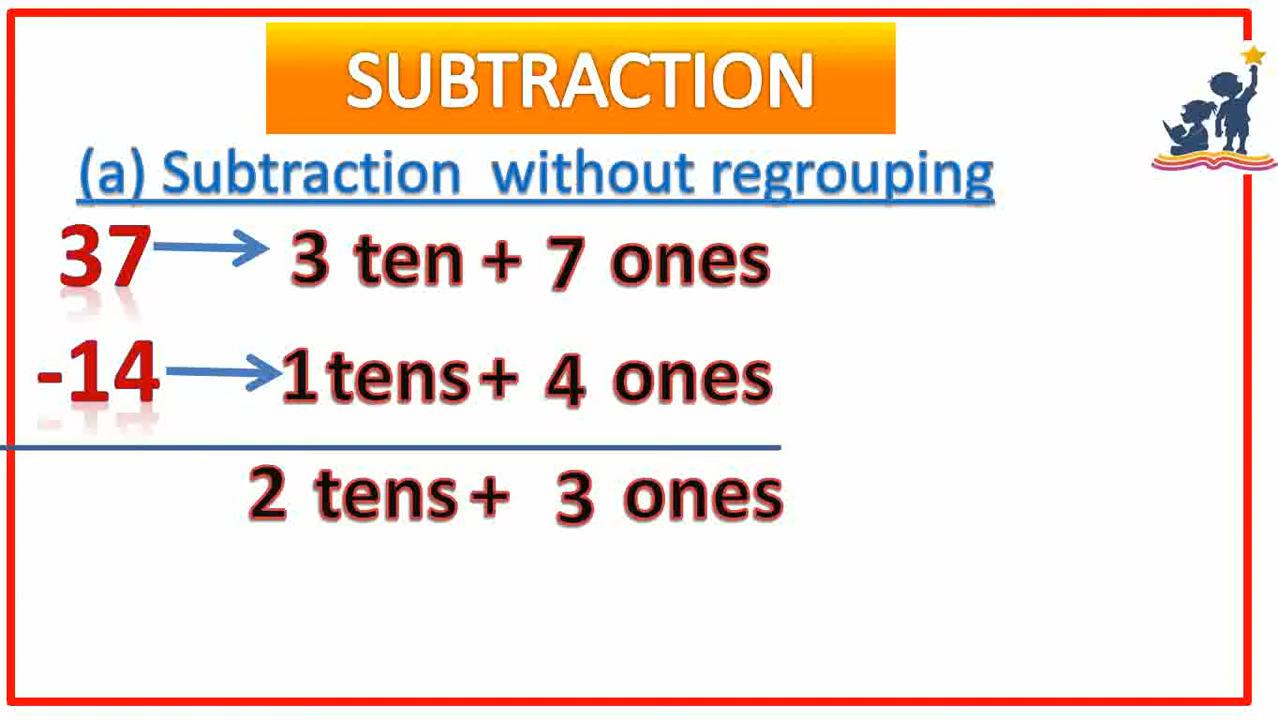 SUBTRACTION
(a) Subtraction without regrouping
37 3 ten + 7 ones
-14 1 tens + 4 ones
2 tens + 3 ones